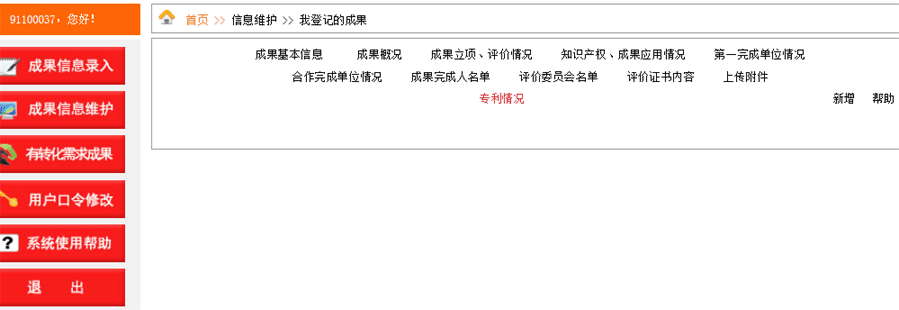 91100037，您好！
首页 >> 信息维护 >> 我登记的成果
成果信息录入
成果信息维护
有转化需求成果
用户口令修改
? 系统使用帮助
退 出
成果基本信息 成果概况 成果立项、评价情况 知识产权、成果应用情况 第一完成单位情况
合作完成单位情况 成果完成人名单 评价委员会名单 评价证书内容 上传附件
专利情况
新增 帮助